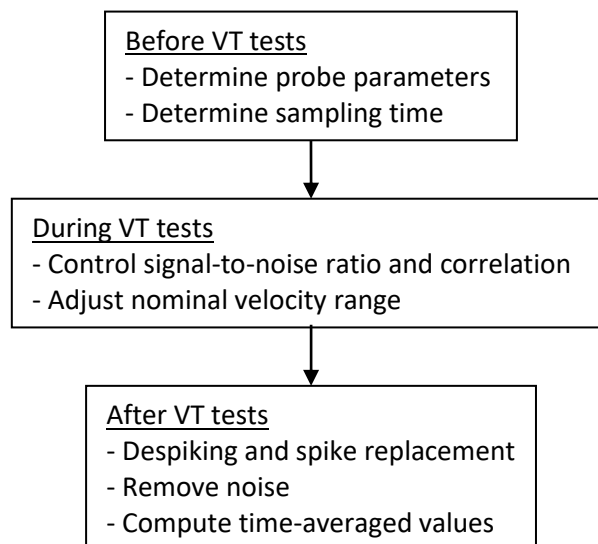 Before VT tests
- Determine probe parameters
- Determine sampling time
During VT tests
- Control signal-to-noise ratio and correlation
- Adjust nominal velocity range
After VT tests
- Despiking and spike replacement
- Remove noise
- Compute time-averaged values